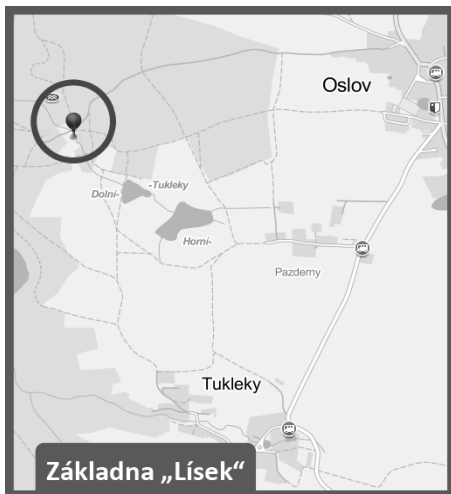 Oslov
Dolní-
-Tukleky
Horní-
Pazderny
Tukleky
Základna „Lísek“